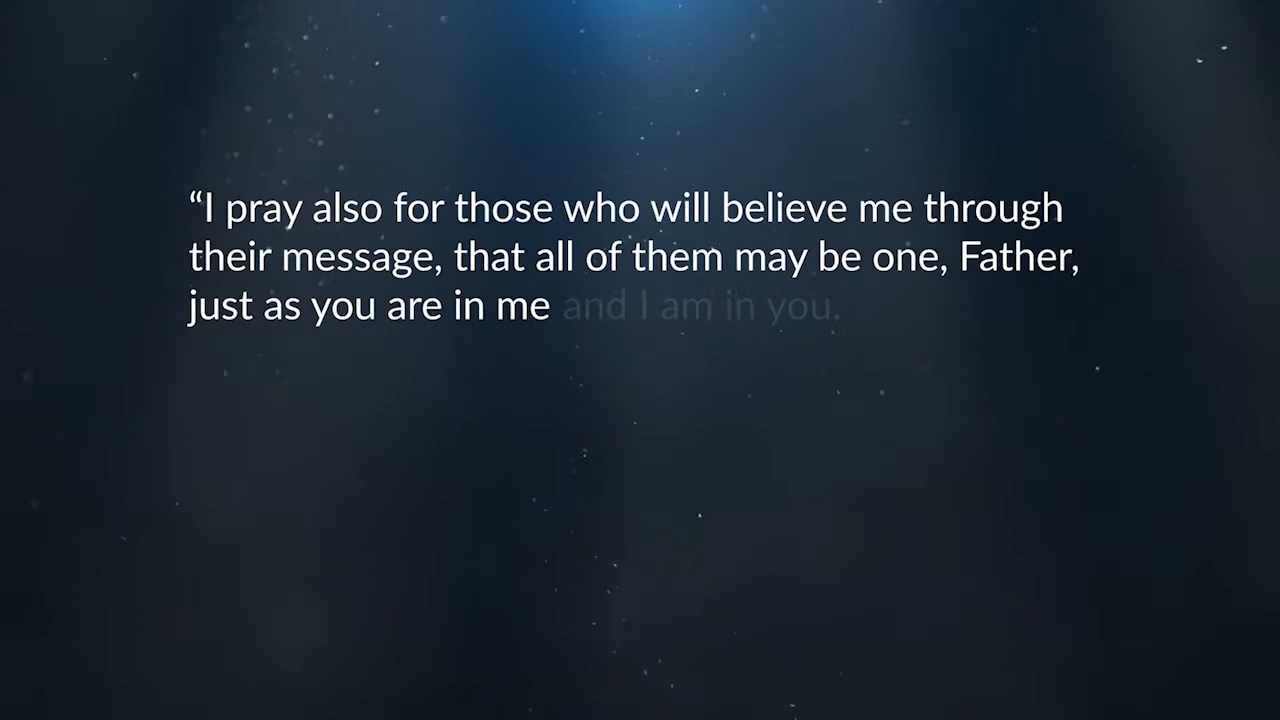 “I pray also for those who will believe me through
their message, that all of them may be one, Father,
just as you are in me and I am in you.